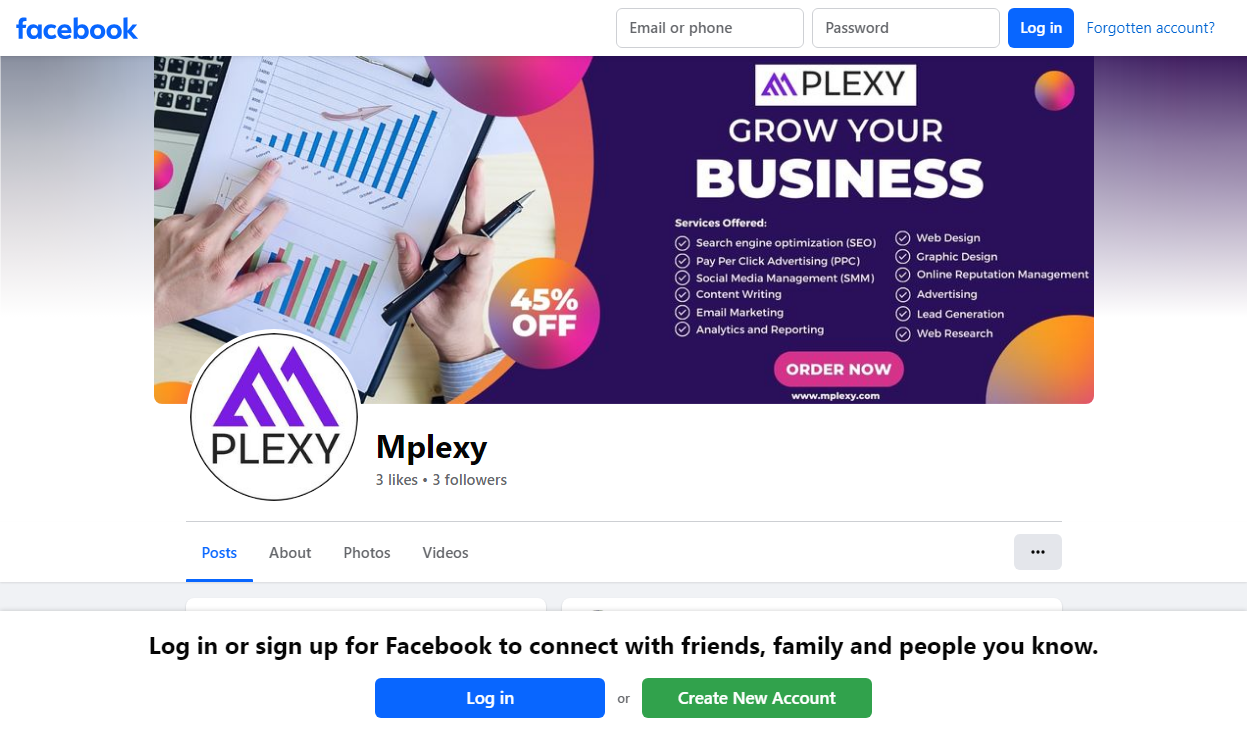 facebook
Email or phone
Password
Log in
Forgotten account?
PLEXY
GROW YOUR
BUSINESS
Services Offered:
Search engine optimization (SEO)
Pay Per Click Advertising (PPC)
Social Media Management (SMM)
Content Writing
Email Marketing
Analytics and Reporting
Web Design
Graphic Design
Online Reputation Management
Advertising
Lead Generation
Web Research
45%
OFF
ORDER NOW
www.mplexy.com
PLEXY
Mplexy
3 likes • 3 followers
Posts
About
Photos
Videos
Log in or sign up for Facebook to connect with friends, family and people you know.
Log in
or
Create New Account